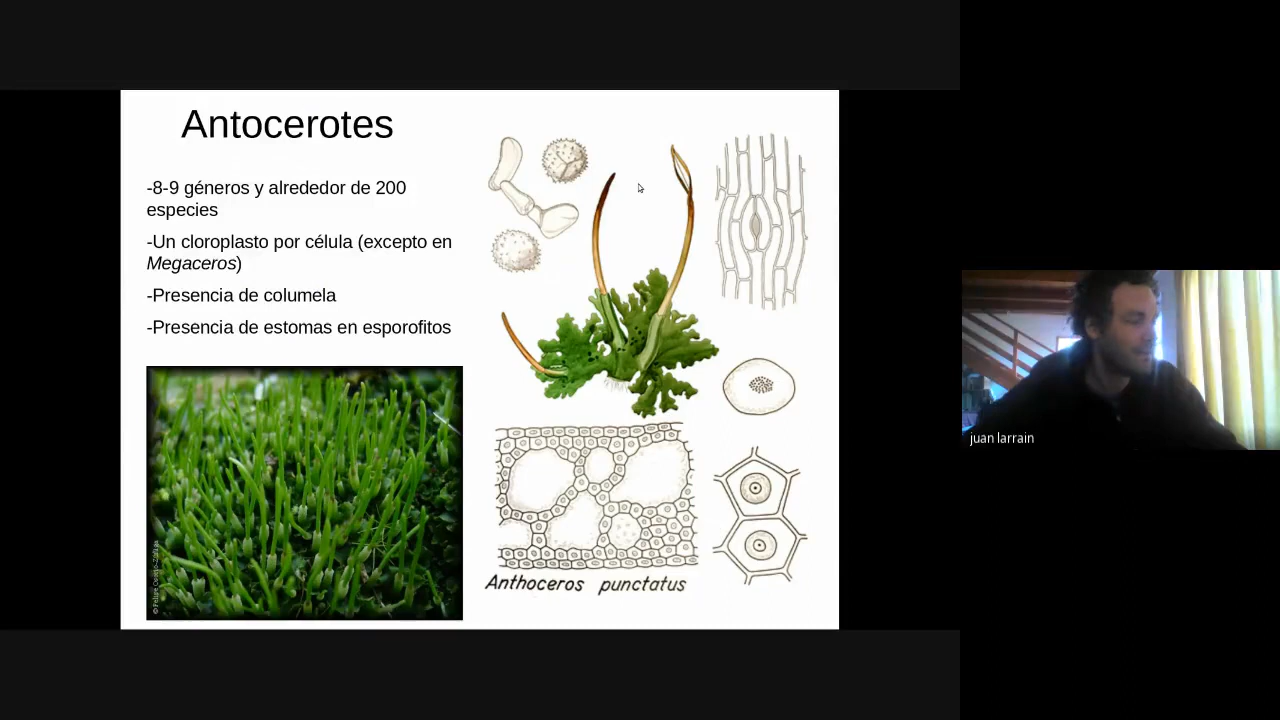 Antocerotes
-8-9 géneros y alrededor de 200
especies
-Un cloroplasto por célula (excepto en
Megaceros)
-Presencia de columela
-Presencia de estomas en esporofitos
Anthoceros punctatus
juan larrain